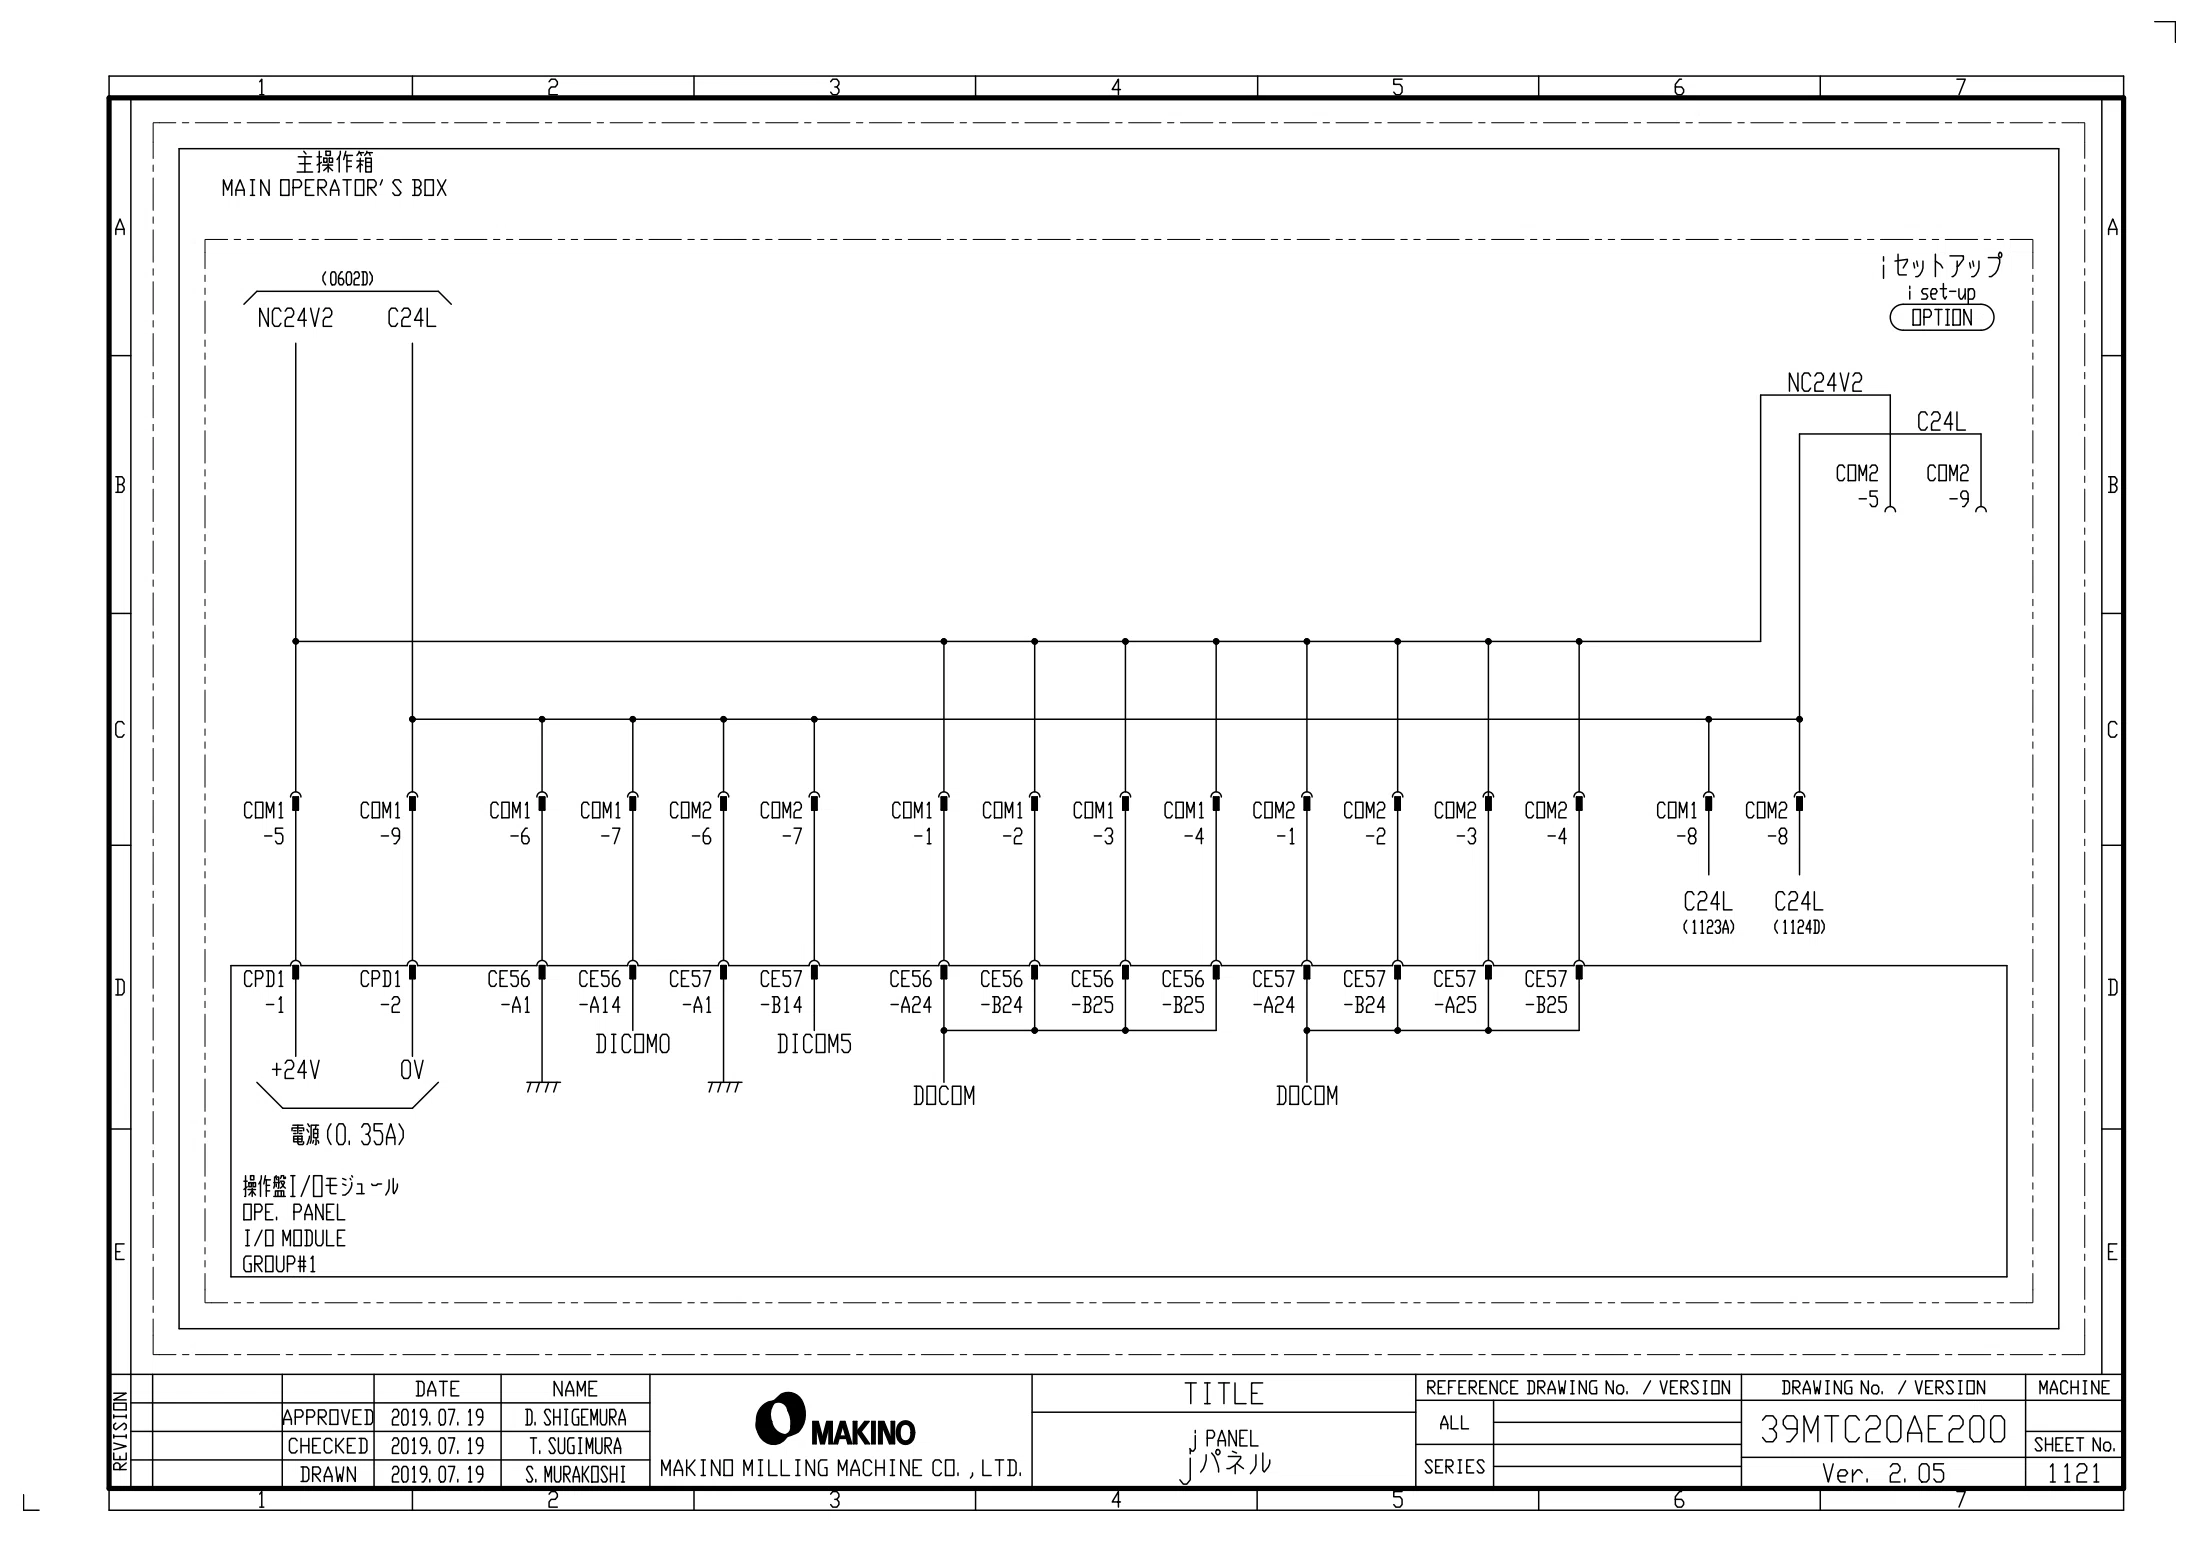 1 2 3 4 5 6 7
主操作箱
MAIN OPERATOR'S BOX
A A
(0602D)
NC24V2 C24L
iセットアップ
i set-up
OPTION
NC24V2
C24L
COM2 COM2
-5 -9
B B
C C
COM1 COM1 COM1 COM1 COM2 COM2 COM1 COM1 COM1 COM1 COM2 COM2 COM2 COM2 COM1 COM2
-5 -9 -6 -7 -6 -7 -1 -2 -3 -4 -1 -2 -3 -4 -8 -8
C24L C24L
(1123A) (1124D)
D D
CPD1 CPD1 CE56 CE56 CE57 CE57 CE56 CE56 CE56 CE56 CE57 CE57 CE57 CE57
-1 -2 -A1 -A14 -A1 -B14 -A24 -B24 -B25 -B25 -A24 -B24 -A25 -B25
DICOM0 DICOM5
+24V 0V
DOCOM DOCOM
電源(0.35A)
操作盤I/Oモジュール
OPE. PANEL
I/O MODULE
GROUP#1
E E
REVISION
DATE NAME
APPROVED 2019.07.19 D. SHIGEMURA
CHECKED 2019.07.19 T. SUGIMURA
DRAWN 2019.07.19 S. MURAKOSHI
MAKINO
MAKINO MILLING MACHINE CO.,LTD.
TITLE
j PANEL
jパネル
REFERENCE DRAWING No. / VERSION
ALL
SERIES
DRAWING No. / VERSION
39MTC20AE200
Ver. 2.05
MACHINE
SHEET No.
1121
1 2 3 4 5 6 7